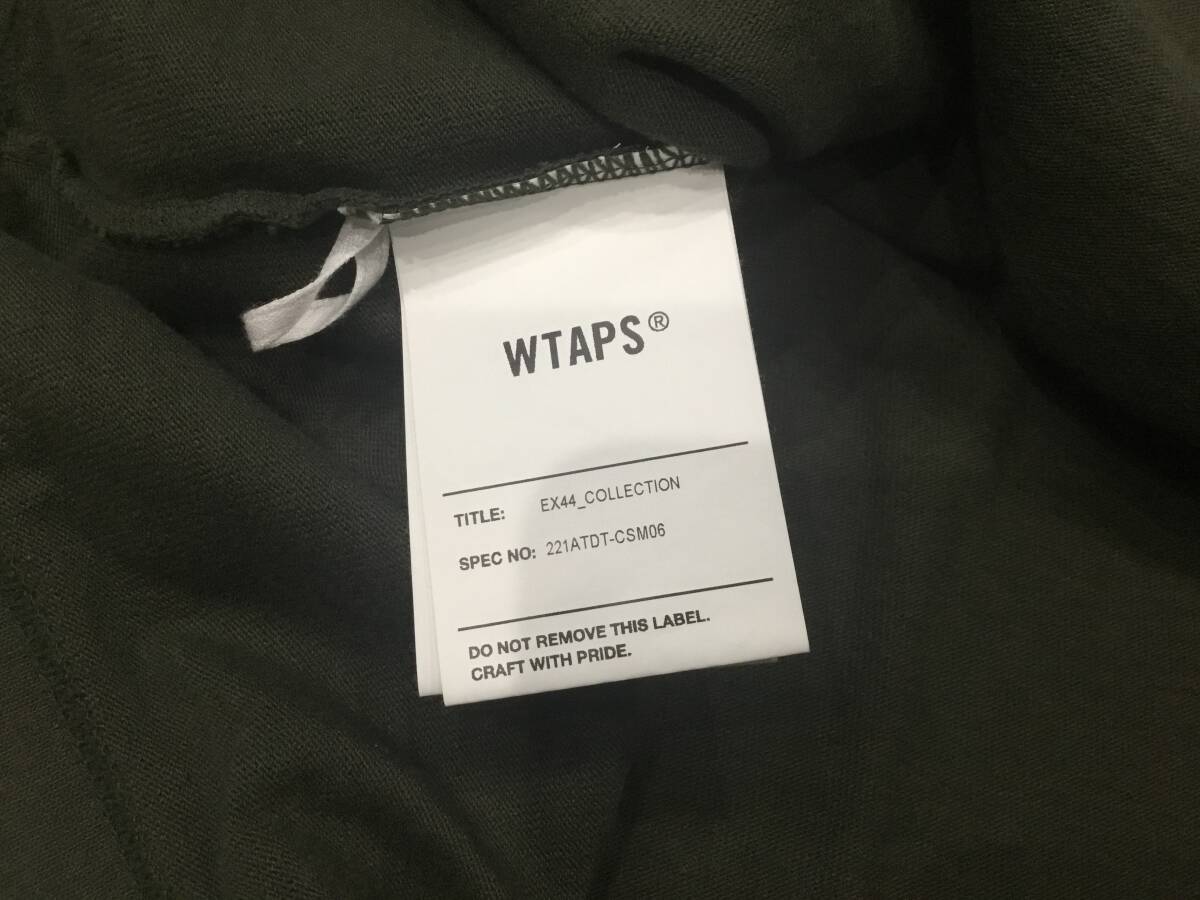 WTAPS®
TITLE: EX44_COLLECTION
SPEC NO: 221ATDT-CSM06
DO NOT REMOVE THIS LABEL.
CRAFT WITH PRIDE.